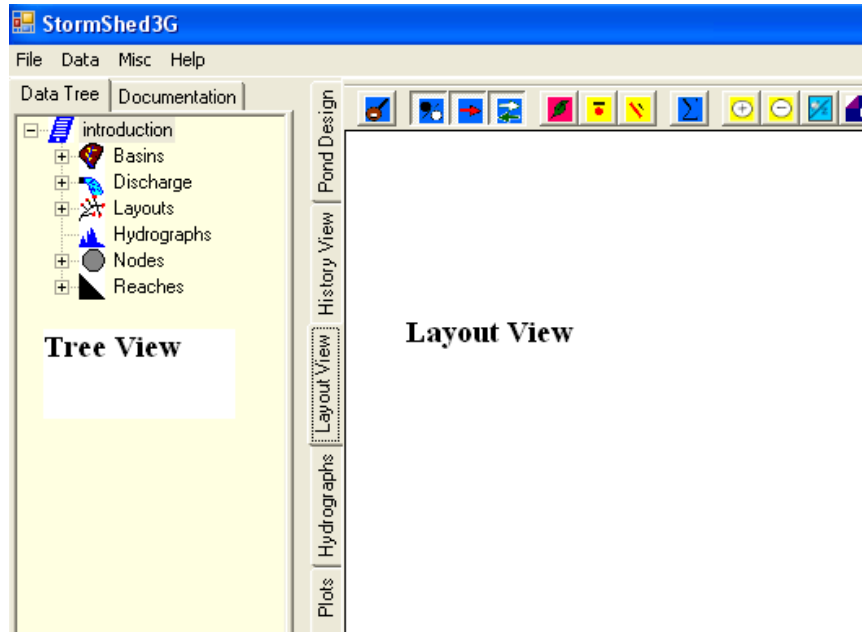 StormShed3G
File Data Misc Help
Data Tree Documentation
introduction
Basins
Discharge
Layouts
Hydrographs
Nodes
Reaches
Tree View
Pond Design
History View
Layout View
Hydrographs
Plots
Layout View